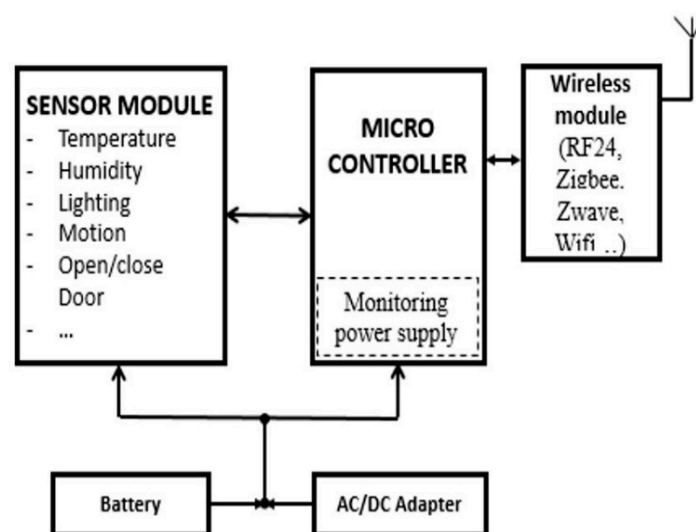 SENSOR MODULE
- Temperature
- Humidity
- Lighting
- Motion
- Open/close
Door
- ...
MICRO
CONTROLLER
Monitoring
power supply
Wireless
module
(RF24,
Zigbee,
Zwave,
Wifi ..)
Battery
AC/DC Adapter